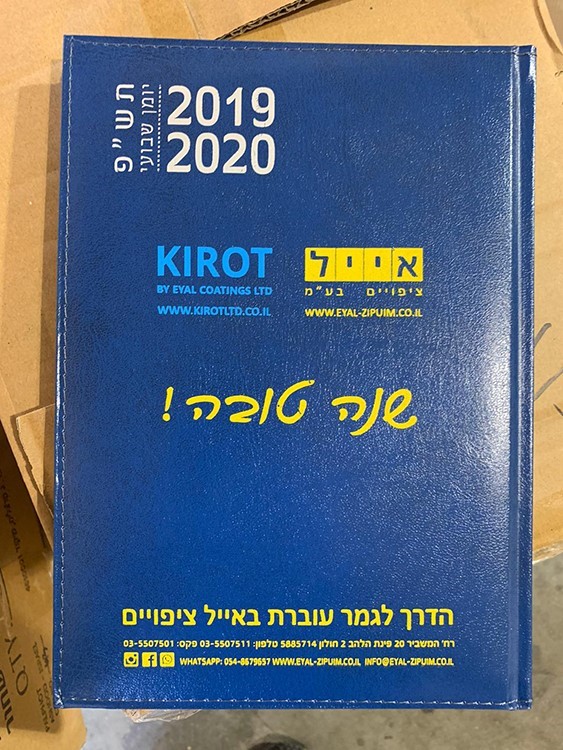 2019
2020
יומן שבועי
תש"פ
KIROT
BY EYAL COATINGS LTD
WWW.KIROTLTD.CO.IL
אייל
ציפויים בע"מ
WWW.EYAL-ZIPUIM.CO.IL
שנה טובה!
הדרך לגמר עוברת באייל ציפויים
רח' המשביר 20 פינת הלהב 2 חולון 5885714 טלפון: 03-5507511 פקס: 03-5507501
WHATSAPP: 054-8679657 WWW.EYAL-ZIPUIM.CO.IL INFO@EYAL-ZIPUIM.CO.IL
QTY